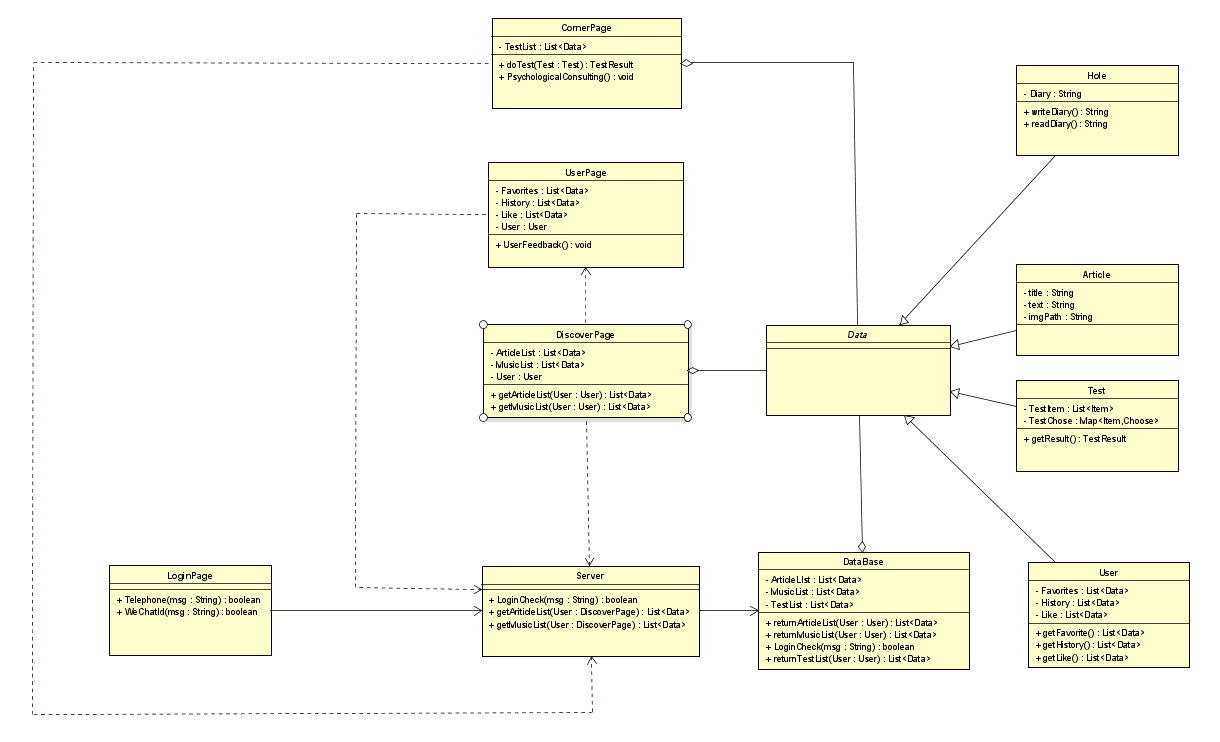 CornerPage
- TestList : List<Data>
+ doTest(Test : Test) : TestResult
+ PsychologicalConsulting() : void
Hole
- Diary : String
+ writeDiary() : String
+ readDiary() : String
UserPage
- Favorites : List<Data>
- History : List<Data>
- Like : List<Data>
- User : User
+ UserFeedback() : void
Article
- title : String
- text : String
- imgPath : String
DiscoverPage
- ArticleList : List<Data>
- MusicList : List<Data>
- User : User
+ getArticleList(User : User) : List<Data>
+ getMusicList(User : User) : List<Data>
Data
Test
- TestItem : List<Item>
- TestChose : Map<Item,Choose>
+ getResult() : TestResult
LoginPage
+ Telephone(msg : String) : boolean
+ WeChatId(msg : String) : boolean
Server
+ LoginCheck(msg : String) : boolean
+ getArticleList(User : DiscoverPage) : List<Data>
+ getMusicList(User : DiscoverPage) : List<Data>
DataBase
- ArticleList : List<Data>
- MusicList : List<Data>
- TestList : List<Data>
+ returnArticleList(User : User) : List<Data>
+ returnMusicList(User : User) : List<Data>
+ LoginCheck(msg : String) : boolean
+ returnTestList(User : User) : List<Data>
User
- Favorites : List<Data>
- History : List<Data>
- Like : List<Data>
+ getFavorite() : List<Data>
+ getHistory() : List<Data>
+ getLike() : List<Data>